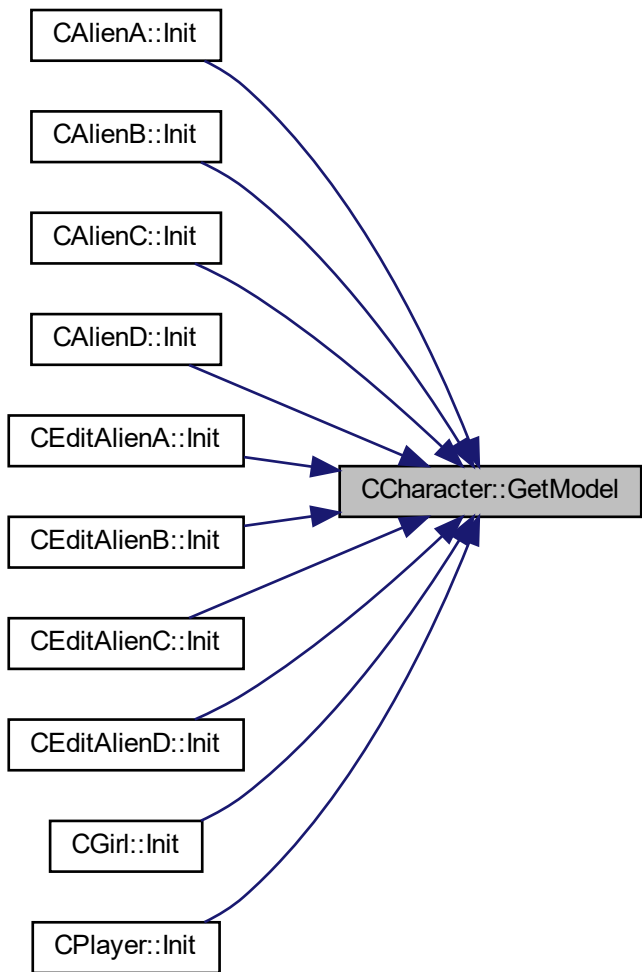 CAlienA::Init
CAlienB::Init
CAlienC::Init
CAlienD::Init
CEditAlienA::Init
CCharacter::GetModel
CEditAlienB::Init
CEditAlienC::Init
CEditAlienD::Init
CGirl::Init
CPlayer::Init